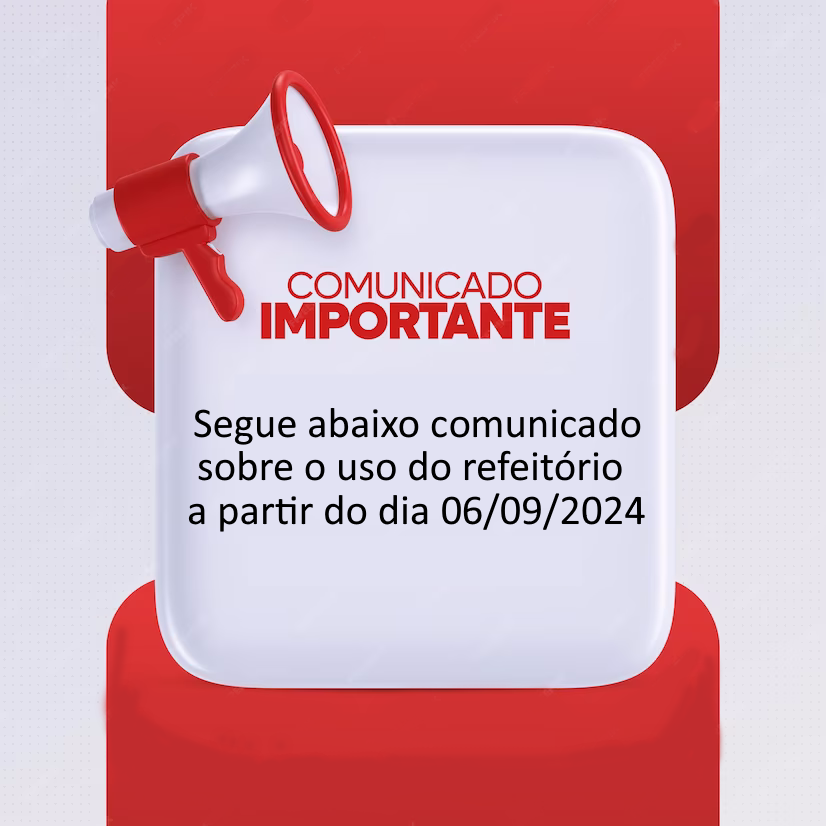 COMUNICADO
IMPORTANTE
Segue abaixo comunicado
sobre o uso do refeitório
a partir do dia 06/09/2024